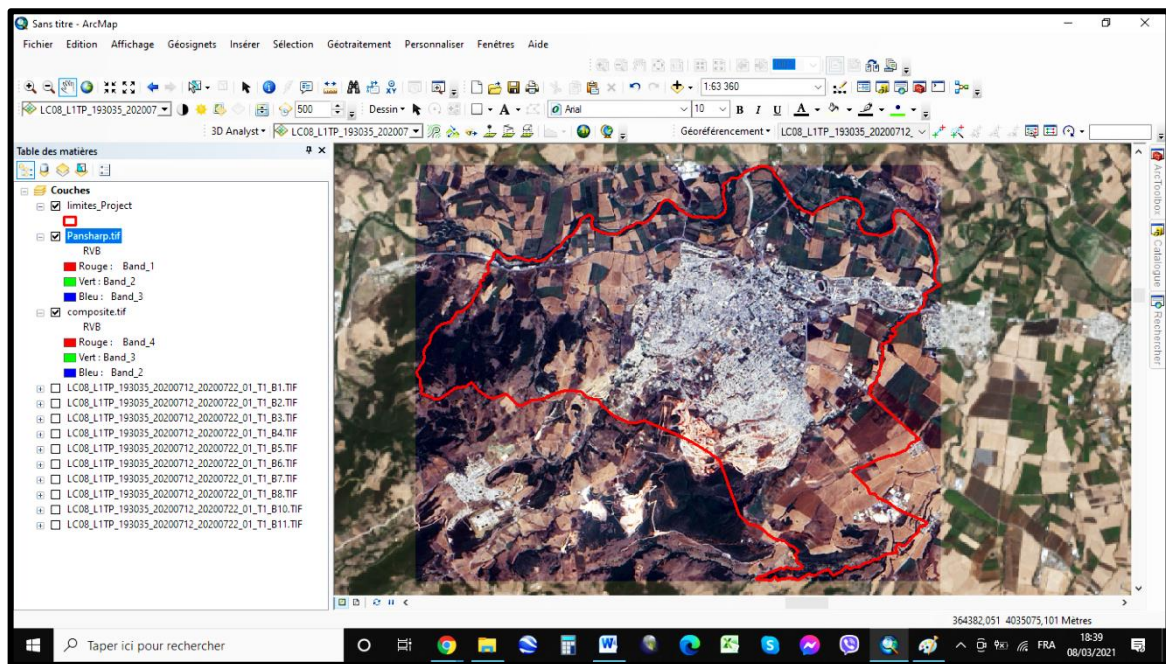 Sans titre - ArcMap
Fichier Edition Affichage Géosignets Insérer Sélection Géotraitement Personnaliser Fenêtres Aide
1:63 360
LC08_L1TP_193035_202007 500 Dessin Arial 10 B I U A
3D Analyst LC08_L1TP_193035_202007 Géoréférencement LC08_L1TP_193035_20200712_
Table des matières
Couches
limites_Project
Pansharp.tif
RVB
Rouge : Band_1
Vert : Band_2
Bleu : Band_3
composite.tif
RVB
Rouge : Band_4
Vert : Band_3
Bleu : Band_2
LC08_L1TP_193035_20200712_20200722_01_T1_B1.TIF
LC08_L1TP_193035_20200712_20200722_01_T1_B2.TIF
LC08_L1TP_193035_20200712_20200722_01_T1_B3.TIF
LC08_L1TP_193035_20200712_20200722_01_T1_B4.TIF
LC08_L1TP_193035_20200712_20200722_01_T1_B5.TIF
LC08_L1TP_193035_20200712_20200722_01_T1_B6.TIF
LC08_L1TP_193035_20200712_20200722_01_T1_B7.TIF
LC08_L1TP_193035_20200712_20200722_01_T1_B8.TIF
LC08_L1TP_193035_20200712_20200722_01_T1_B10.TIF
LC08_L1TP_193035_20200712_20200722_01_T1_B11.TIF
ArcToolbox
Catalogue
Rechercher
364382,051 4035075,101 Mètres
Taper ici pour rechercher
FRA
18:39
08/03/2021